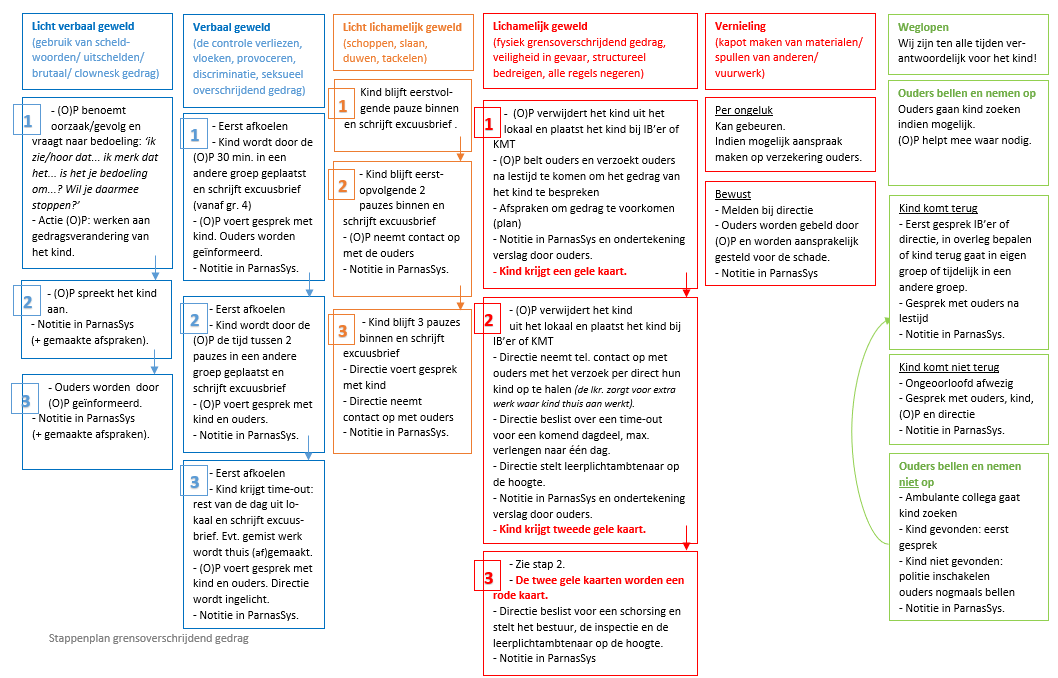 Licht verbaal geweld
(gebruik van scheld-
woorden/ uitschelden/
brutaal/ clownesk gedrag)
1
- (O)P benoemt
oorzaak/gevolg en
vraagt naar bedoeling: ‘ik
zie/hoor dat... ik merk dat
het... is het je bedoeling
om...? Wil je daarmee
stoppen?’
- Actie (O)P: werken aan
gedragsverandering van
het kind.
2
- (O)P spreekt het kind
aan.
- Notitie in ParnasSys
(+ gemaakte afspraken).
3
- Ouders worden door
(O)P geïnformeerd.
- Notitie in ParnasSys
(+ gemaakte afspraken).
Verbaal geweld
(de controle verliezen,
vloeken, provoceren,
discriminatie, seksueel
overschrijdend gedrag)
1
- Eerst afkoelen
- Kind wordt door de
(O)P 30 min. in een
andere groep geplaatst
en schrijft excuusbrief
(vanaf gr. 4)
- (O)P voert gesprek met
kind. Ouders worden
geïnformeerd.
- Notitie in ParnasSys.
2
- Eerst afkoelen
- Kind wordt door de
(O)P de tijd tussen 2
pauzes in een andere
groep geplaatst en
schrijft excuusbrief
- (O)P voert gesprek met
kind en ouders.
- Notitie in ParnasSys.
3
- Eerst afkoelen
- Kind krijgt time-out:
rest van de dag uit lo-
kaal en schrijft excuus-
brief. Evt. gemist werk
wordt thuis (af)gemaakt.
- (O)P voert gesprek met
kind en ouders. Directie
wordt ingelicht.
- Notitie in ParnasSys.
Licht lichamelijk geweld
(schoppen, slaan,
duwen, tackelen)
1
Kind blijft eerstvol-
gende pauze binnen
en schrijft excuusbrief .
2
- Kind blijft eerst-
opvolgende 2
pauzes binnen en
schrijft excuusbrief
- (O)P neemt contact op
met de ouders
- Notitie in ParnasSys.
3
- Kind blijft 3 pauzes
binnen en schrijft
excuusbrief
- Directie voert gesprek
met kind
- Directie neemt
contact op met ouders
- Notitie in ParnasSys.
Lichamelijk geweld
(fysiek grensoverschrijdend gedrag,
veiligheid in gevaar, structureel
bedreigen, alle regels negeren)
1
- (O)P verwijdert het kind uit het
lokaal en plaatst het kind bij IB’er of
KMT
- (O)P belt ouders en verzoekt ouders
na lestijd te komen om het gedrag van
het kind te bespreken
- Afspraken om gedrag te voorkomen
(plan)
- Notitie in ParnasSys en ondertekening
verslag door ouders.
- Kind krijgt een gele kaart.
2
- (O)P verwijdert het kind
uit het lokaal en plaatst het kind bij
IB’er of KMT
- Directie neemt tel. contact op met
ouders met het verzoek per direct hun
kind op te halen (de lkr. zorgt voor extra
werk waar kind thuis aan werkt).
- Directie beslist over een time-out
voor een komend dagdeel, max.
verlengen naar één dag.
- Directie stelt leerplichtambtenaar op
de hoogte.
- Notitie in ParnasSys en ondertekening
verslag door ouders.
- Kind krijgt tweede gele kaart.
3
- Zie stap 2.
- De twee gele kaarten worden een
rode kaart.
- Directie beslist voor een schorsing en
stelt het bestuur, de inspectie en de
leerplichtambtenaar op de hoogte.
- Notitie in ParnasSys
Vernieling
(kapot maken van materialen/
spullen van anderen/
vuurwerk)
Per ongeluk
Kan gebeuren.
Indien mogelijk aanspraak
maken op verzekering ouders.
Bewust
- Melden bij directie
- Ouders worden gebeld door
(O)P en worden aansprakelijk
gesteld voor de schade.
- Notitie in ParnasSys
Weglopen
Wij zijn ten alle tijden ver-
antwoordelijk voor het kind!
Ouders bellen en nemen op
Ouders gaan kind zoeken
indien mogelijk.
(O)P helpt mee waar nodig.
Kind komt terug
- Eerst gesprek IB’er of
directie, in overleg bepalen
of kind terug gaat in eigen
groep of tijdelijk in een
andere groep.
- Gesprek met ouders na
lestijd
- Notitie in ParnasSys.
Kind komt niet terug
- Ongeoorloofd afwezig
- Gesprek met ouders, kind,
(O)P en directie
- Notitie in ParnasSys.
Ouders bellen en nemen
niet op
- Ambulante collega gaat
kind zoeken
- Kind gevonden: eerst
gesprek
- Kind niet gevonden:
politie inschakelen
ouders nogmaals bellen
- Notitie in ParnasSys.
Stappenplan grensoverschrijdend gedrag